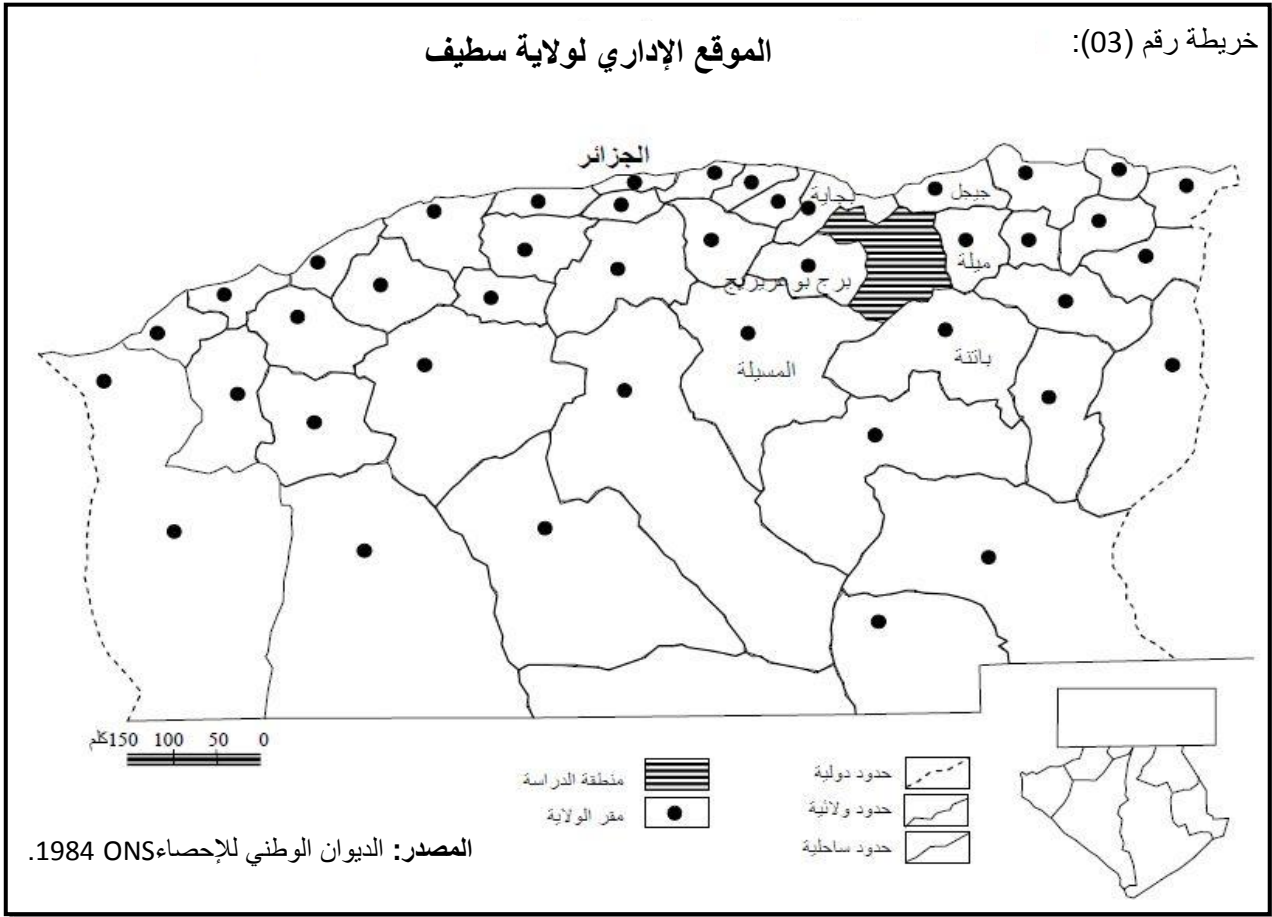 خريطة رقم (03):
الموقع الإداري لولاية سطيف
الجزائر
جيجل
بجاية
ميلة
برج بوعريريج
باتنة
المسيلة
0 50 100 150كلم
حدود دولية
حدود ولائية
حدود ساحلية
منطقة الدراسة
مقر الولاية
المصدر: الديوان الوطني للإحصاءONS 1984.